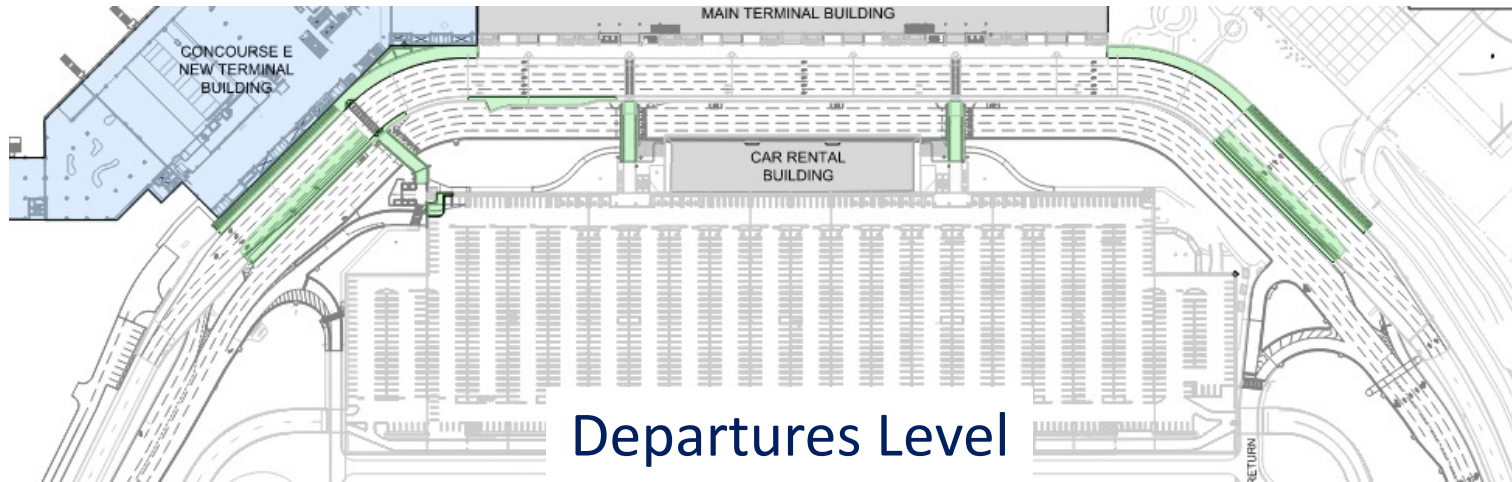 MAIN TERMINAL BUILDING
CONCOURSE E
NEW TERMINAL
BUILDING
CAR RENTAL
BUILDING
Departures Level
RETURN